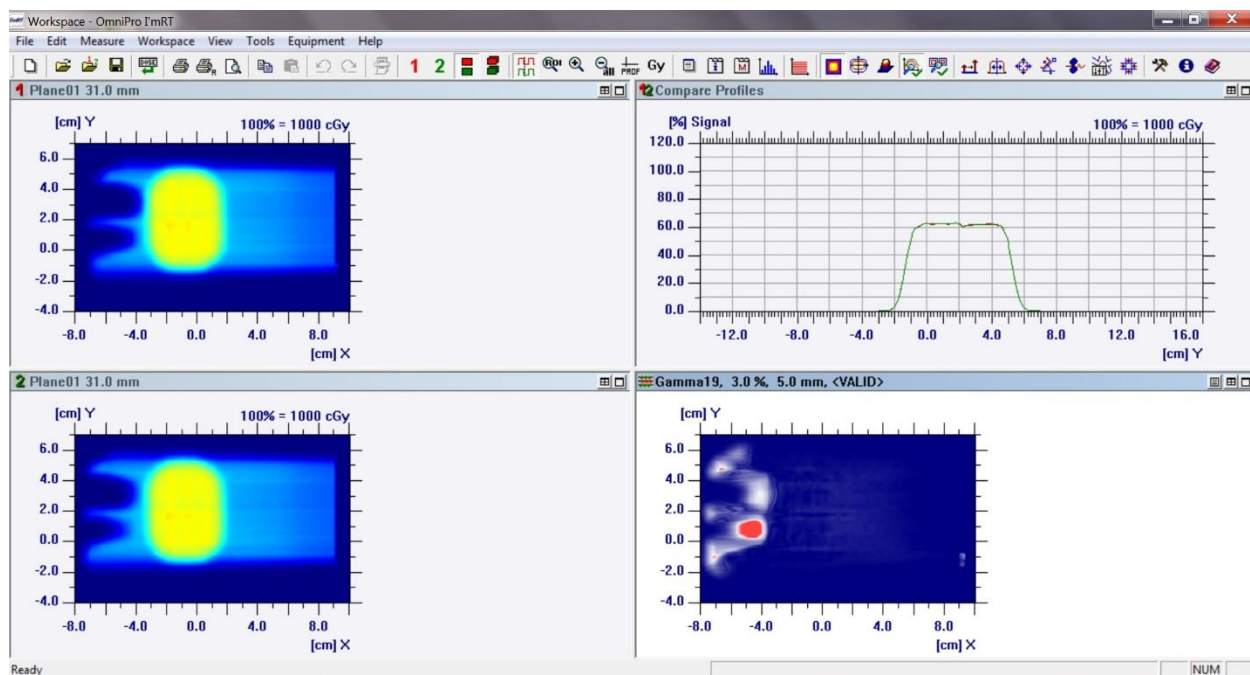 Workspace - OmniPro I'mRT
File Edit Measure Workspace View Tools Equipment Help
1 2 ROI all PROF Gy
1 Plane01 31.0 mm
[cm] Y 100% = 1000 cGy
6.0
4.0
2.0
0.0
-2.0
-4.0
-8.0 -4.0 0.0 4.0 8.0
[cm] X
12 Compare Profiles
[%] Signal 100% = 1000 cGy
120.0
100.0
80.0
60.0
40.0
20.0
0.0
-12.0 -8.0 -4.0 0.0 4.0 8.0 12.0 16.0
[cm] Y
2 Plane01 31.0 mm
[cm] Y 100% = 1000 cGy
6.0
4.0
2.0
0.0
-2.0
-4.0
-8.0 -4.0 0.0 4.0 8.0
[cm] X
Gamma19, 3.0 %, 5.0 mm, <VALID>
[cm] Y
6.0
4.0
2.0
0.0
-2.0
-4.0
-8.0 -4.0 0.0 4.0 8.0
[cm] X
Ready NUM